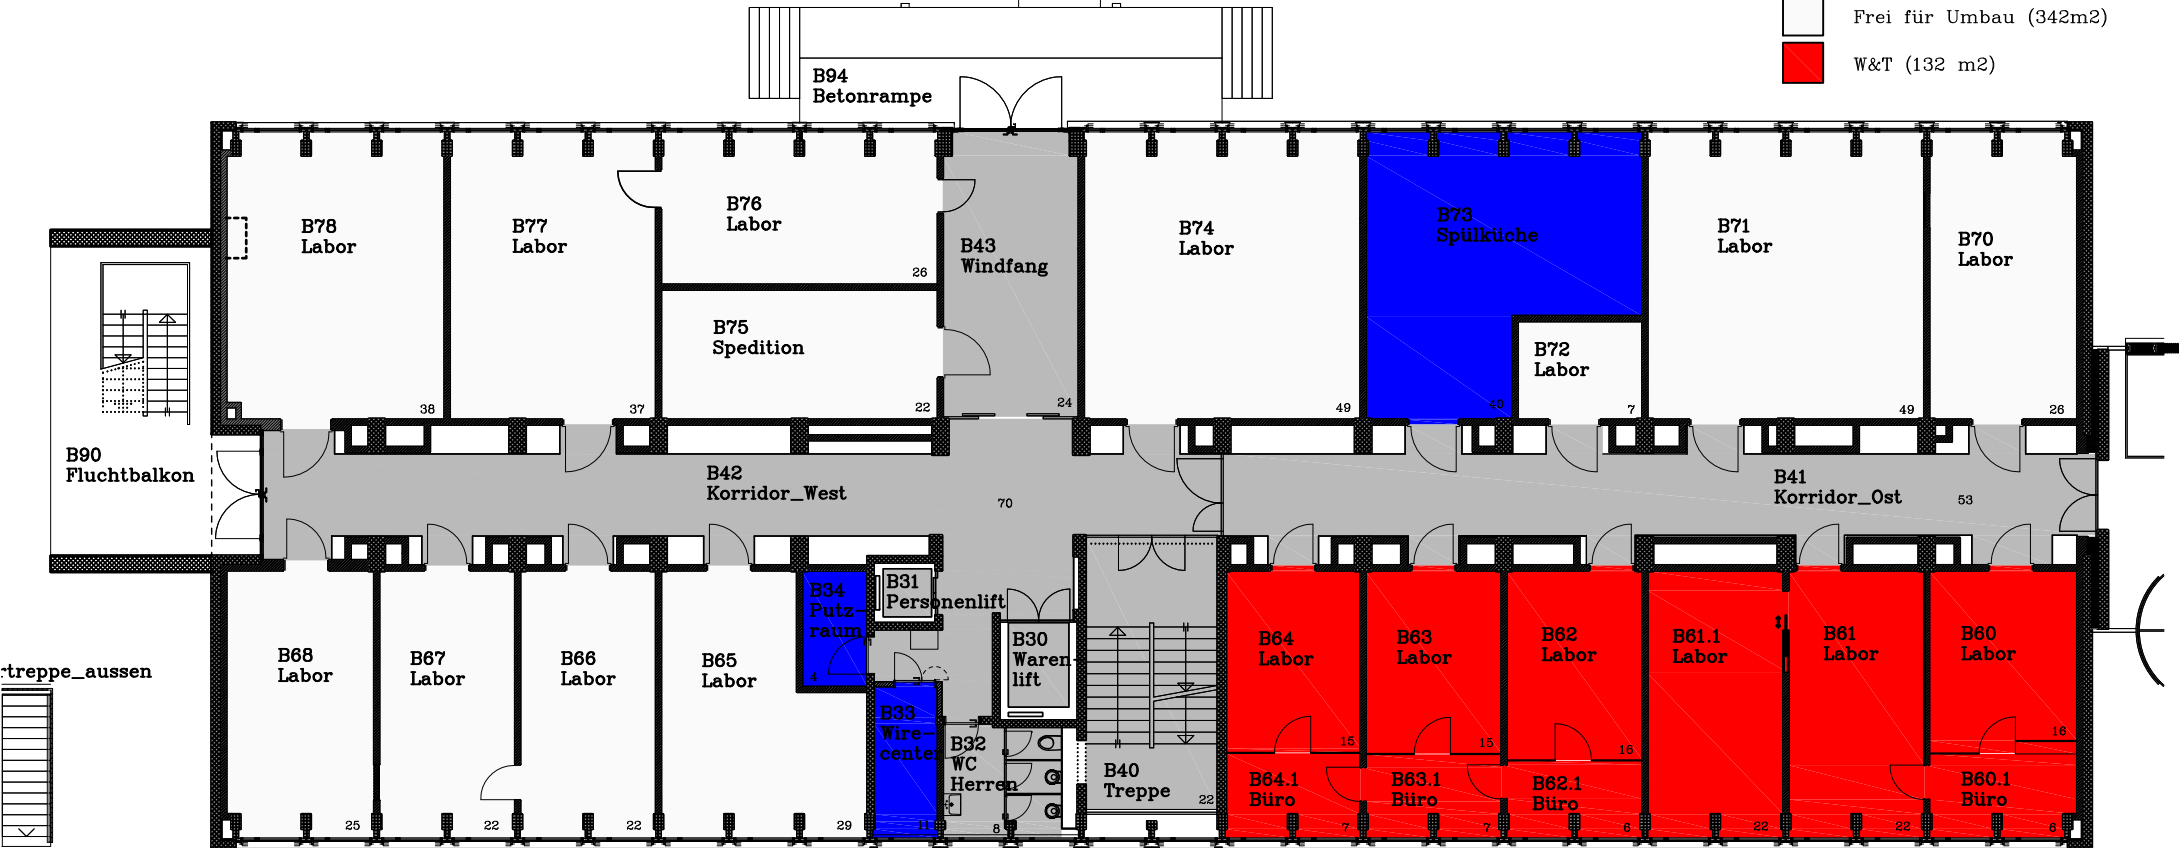 Frei für Umbau (342m2)
W&T (132 m2)
B94
Betonrampe
B78
Labor
38
B77
Labor
37
B76
Labor
26
B75
Spedition
22
B43
Windfang
24
B74
Labor
49
B73
Spülküche
40
B72
Labor
7
B71
Labor
49
B70
Labor
26
B90
Fluchtbalkon
B42
Korridor_West
70
B41
Korridor_Ost
53
rtreppe_aussen
B68
Labor
25
B67
Labor
22
B66
Labor
22
B65
Labor
29
B34
Putz-
raum
4
B31
Personenlift
B33
Wire-
center
11
B30
Waren-
lift
B32
WC
Herren
8
B40
Treppe
22
B64
Labor
15
B64.1
Büro
7
B63
Labor
15
B63.1
Büro
7
B62
Labor
16
B62.1
Büro
6
B61.1
Labor
22
B61
Labor
22
B60
Labor
16
B60.1
Büro
6